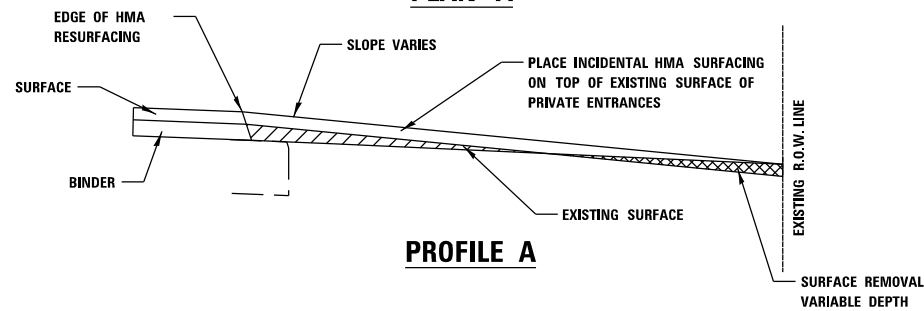 EDGE OF HMA
RESURFACING
SLOPE VARIES
PLACE INCIDENTAL HMA SURFACING
ON TOP OF EXISTING SURFACE OF
PRIVATE ENTRANCES
SURFACE
BINDER
EXISTING R.O.W. LINE
EXISTING SURFACE
PROFILE A
SURFACE REMOVAL
VARIABLE DEPTH